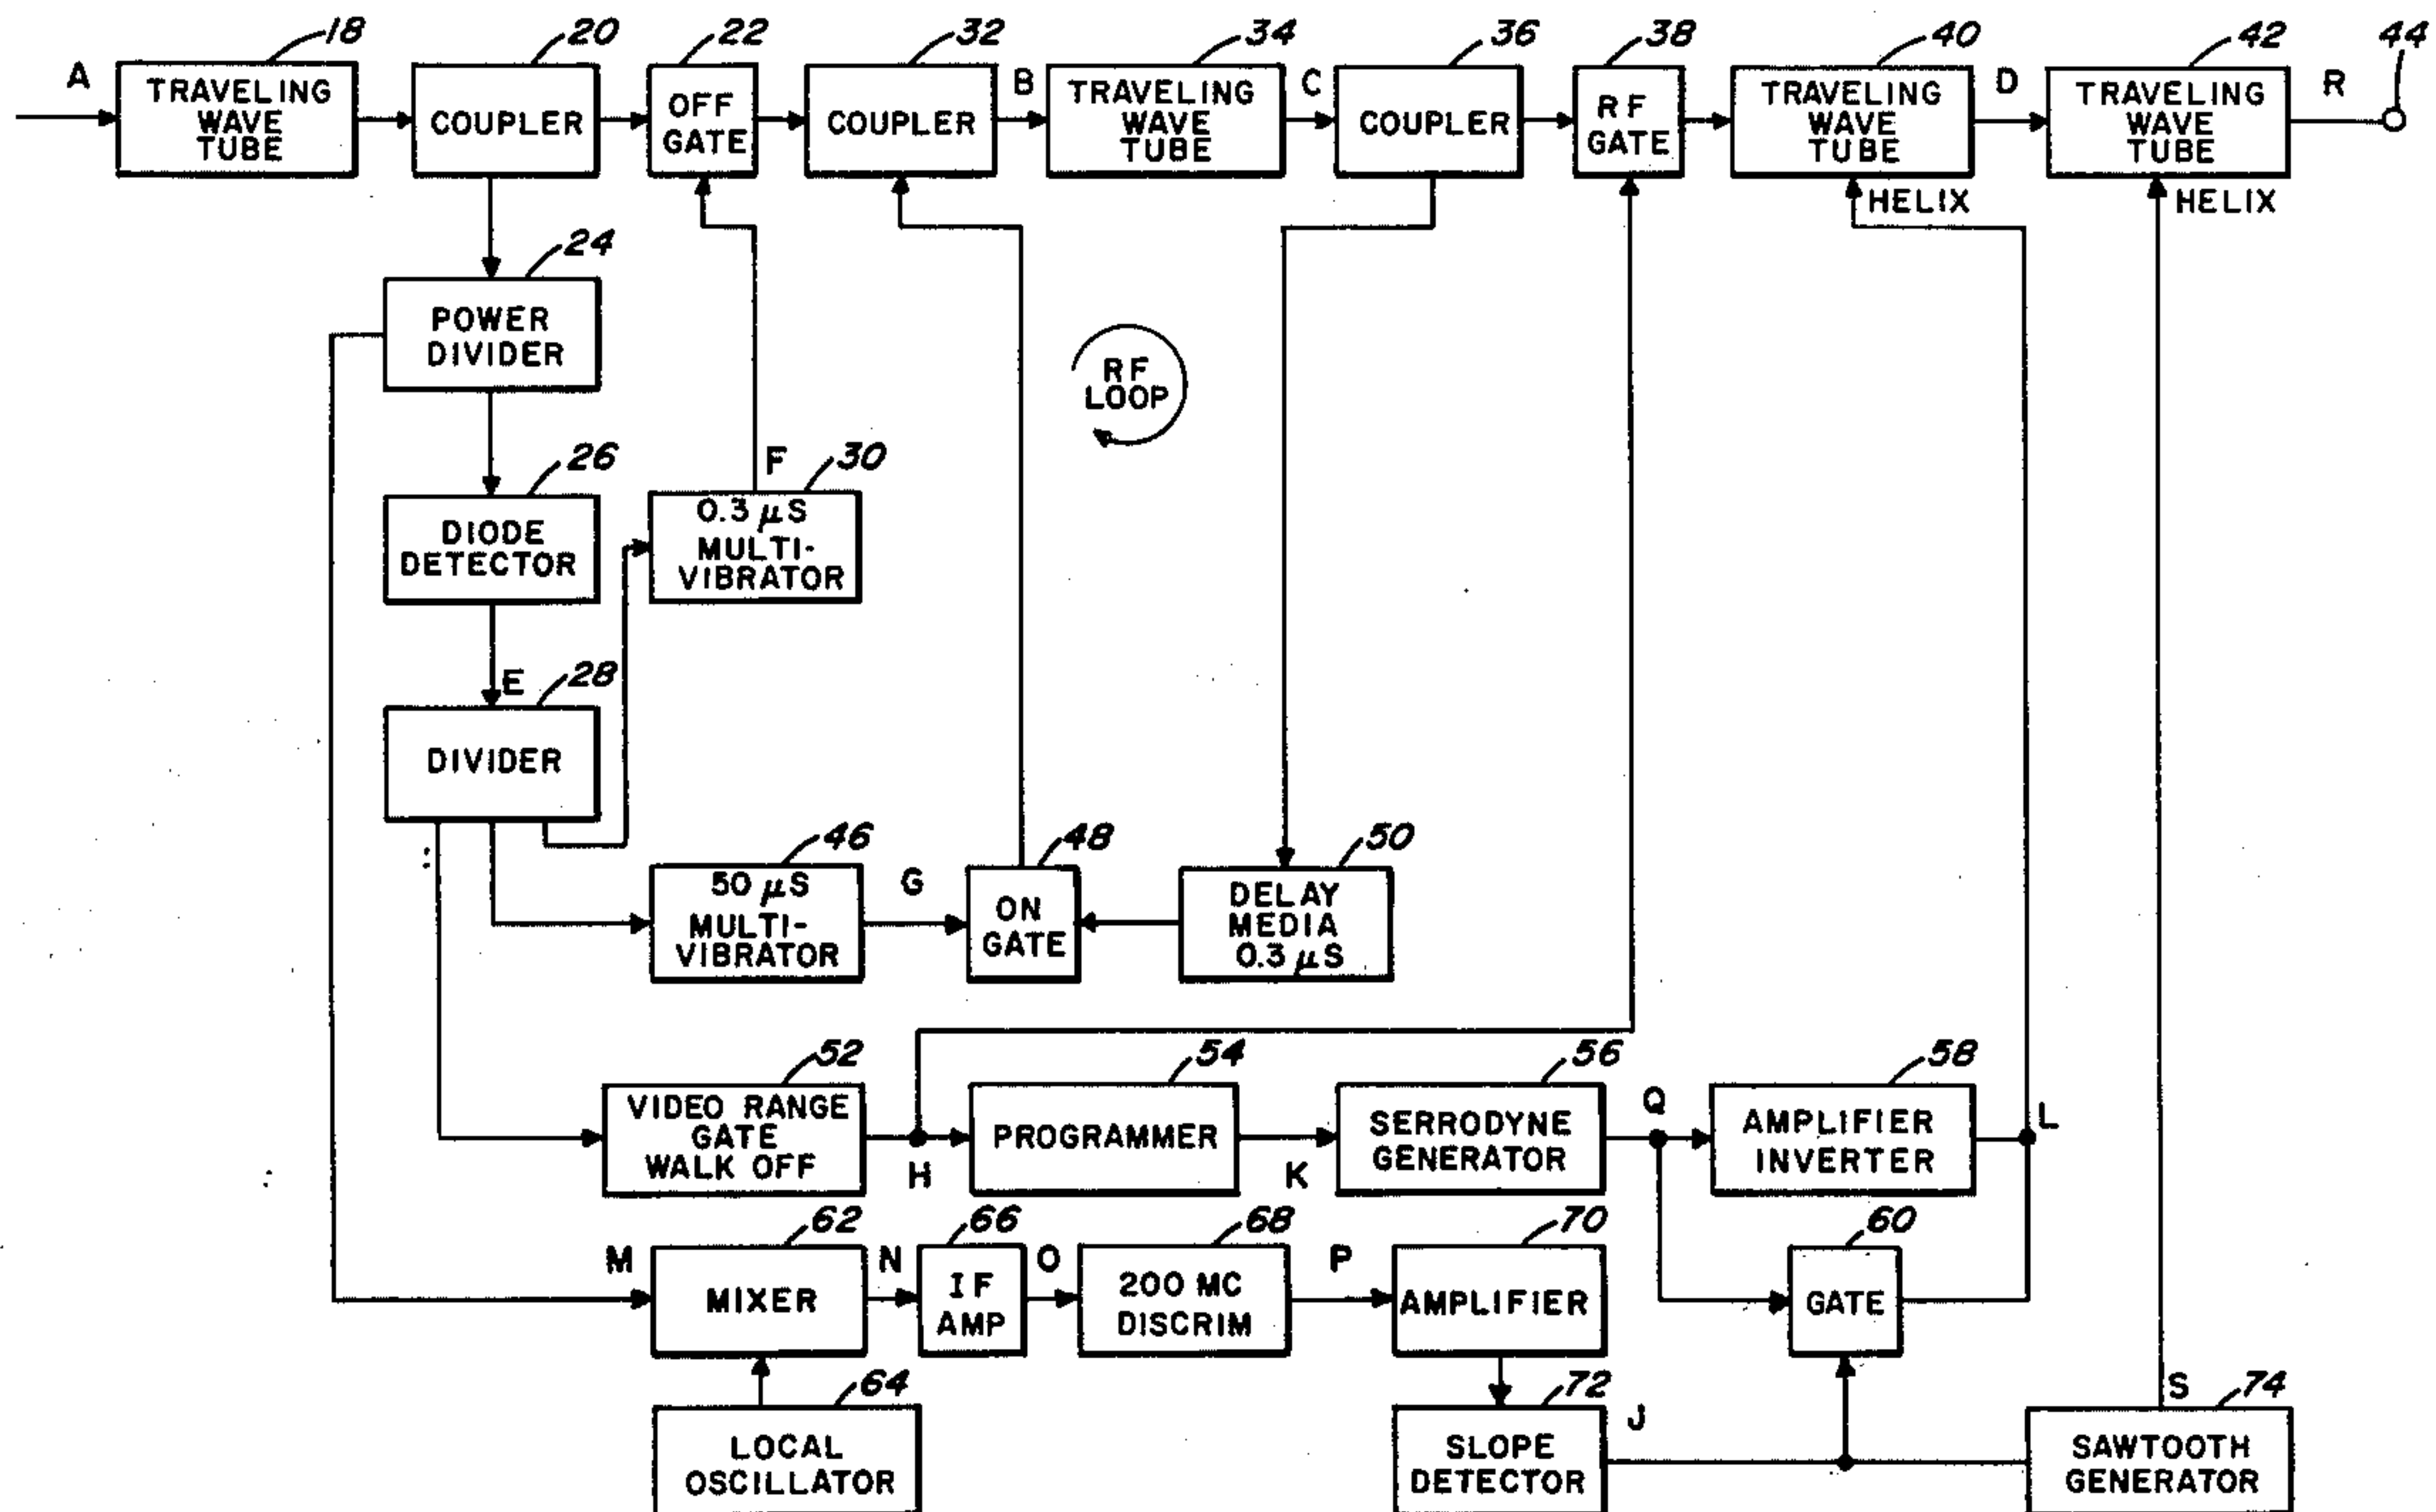 18
20
22
32
34
36
38
40
42
44
A
TRAVELING
WAVE
TUBE
COUPLER
OFF
GATE
COUPLER
B
TRAVELING
WAVE
TUBE
C
COUPLER
RF
GATE
TRAVELING
WAVE
TUBE
D
TRAVELING
WAVE
TUBE
R
HELIX
HELIX
24
POWER
DIVIDER
RF
LOOP
26
DIODE
DETECTOR
F
30
0.3 μS
MULTI-
VIBRATOR
E
28
DIVIDER
46
50 μS
MULTI-
VIBRATOR
G
48
ON
GATE
50
DELAY
MEDIA
0.3 μS
52
VIDEO RANGE
GATE
WALK OFF
H
54
PROGRAMMER
K
56
SERRODYNE
GENERATOR
Q
58
AMPLIFIER
INVERTER
L
M
62
MIXER
N
66
IF
AMP
O
68
200 MC
DISCRIM
P
70
AMPLIFIER
60
GATE
64
LOCAL
OSCILLATOR
72
SLOPE
DETECTOR
J
S
74
SAWTOOTH
GENERATOR